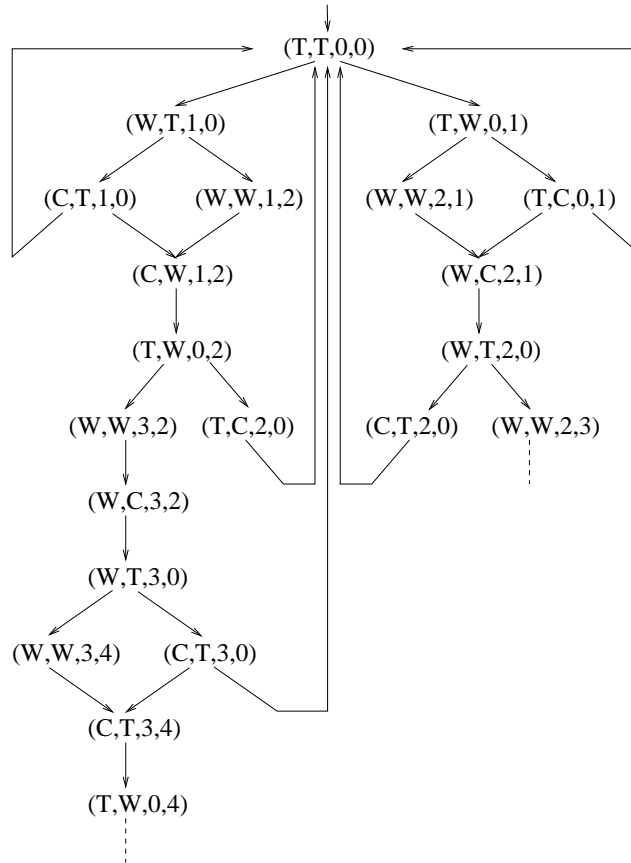 (T,T,0,0)
(W,T,1,0) (T,W,0,1)
(C,T,1,0) (W,W,1,2) (W,W,2,1) (T,C,0,1)
(C,W,1,2) (W,C,2,1)
(T,W,0,2) (W,T,2,0)
(W,W,3,2) (T,C,2,0) (C,T,2,0) (W,W,2,3)
(W,C,3,2)
(W,T,3,0)
(W,W,3,4) (C,T,3,0)
(C,T,3,4)
(T,W,0,4)